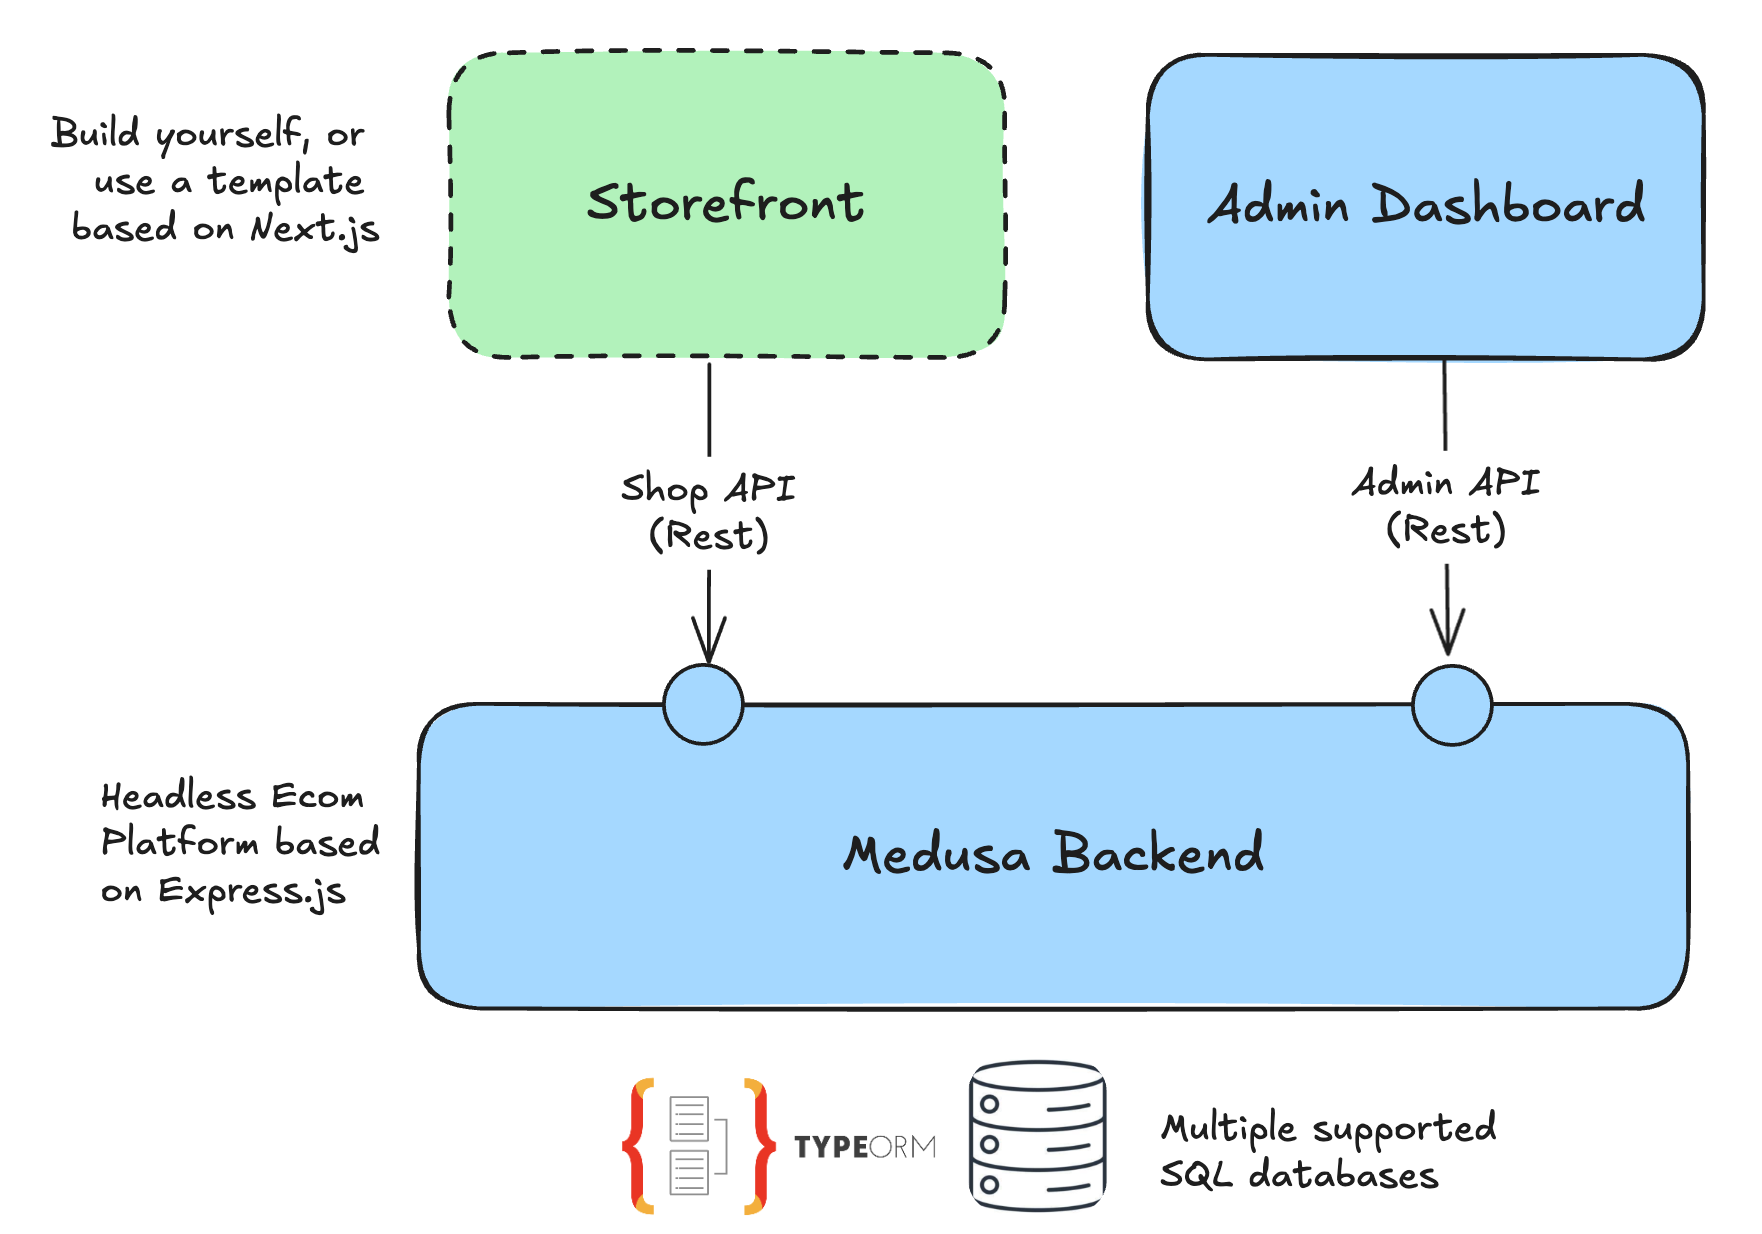 Build yourself, or
use a template
based on Next.js
Storefront
Admin Dashboard
Shop API
(Rest)
Admin API
(Rest)
Headless Ecom
Platform based
on Express.js
Medusa Backend
TYPEORM
Multiple supported
SQL databases